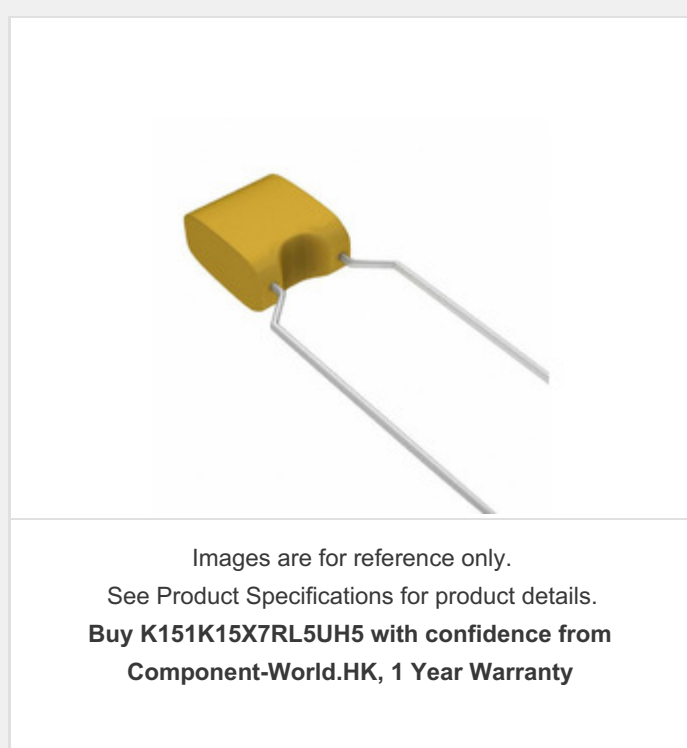 Images are for reference only.
See Product Specifications for product details.
Buy K151K15X7RL5UH5 with confidence from
Component-World.HK, 1 Year Warranty